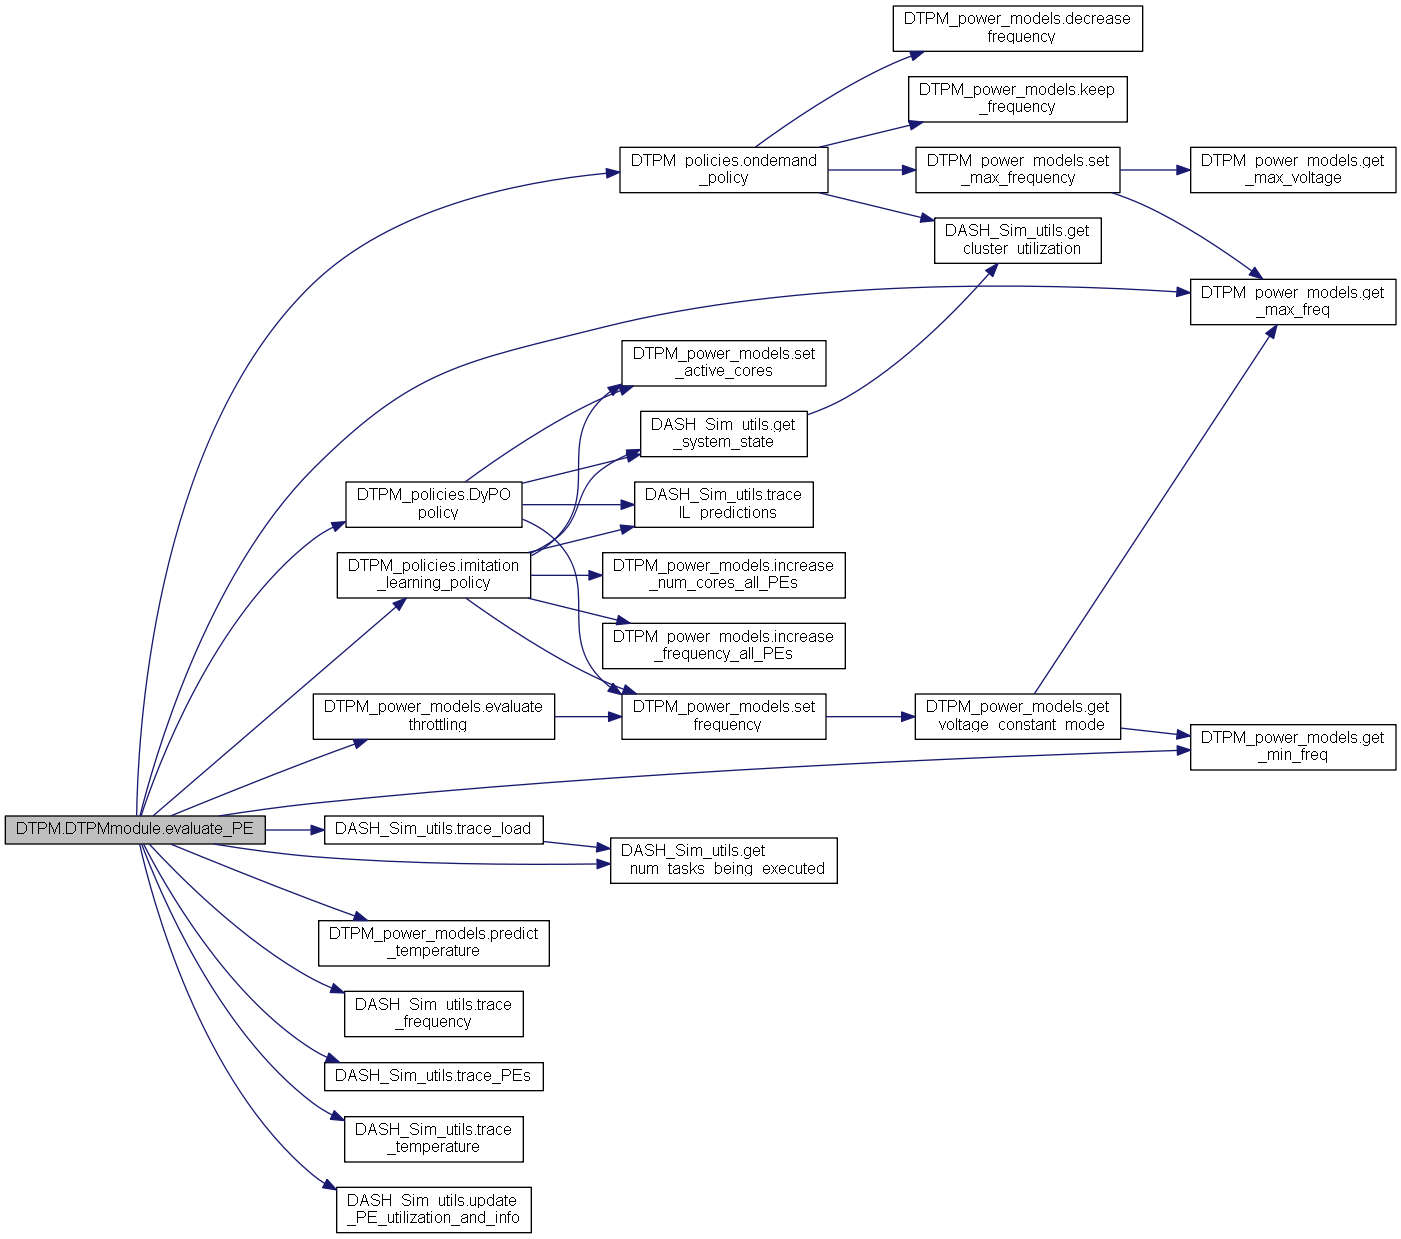 DTPM_power_models.decrease
frequency
DTPM_power_models.keep
_frequency
DTPM_policies.ondemand
_policy
DTPM_power_models.set
_max_frequency
DTPM_power_models.get
_max_voltage
DASH_Sim_utils.get
_cluster_utilization
DTPM_power_models.get
_max_freq
DTPM_power_models.set
_active_cores
DASH_Sim_utils.get
_system_state
DTPM_policies.DyPO
_policy
DASH_Sim_utils.trace
_IL_predictions
DTPM_policies.imitation
_learning_policy
DTPM_power_models.increase
_num_cores_all_PEs
DTPM_power_models.increase
_frequency_all_PEs
DTPM_power_models.evaluate
_throttling
DTPM_power_models.set
_frequency
DTPM_power_models.get
_voltage_constant_mode
DTPM_power_models.get
_min_freq
DTPM.DTPMmodule.evaluate_PE
DASH_Sim_utils.trace_load
DASH_Sim_utils.get
_num_tasks_being_executed
DTPM_power_models.predict
_temperature
DASH_Sim_utils.trace
_frequency
DASH_Sim_utils.trace_PEs
DASH_Sim_utils.trace
_temperature
DASH_Sim_utils.update
_PE_utilization_and_info